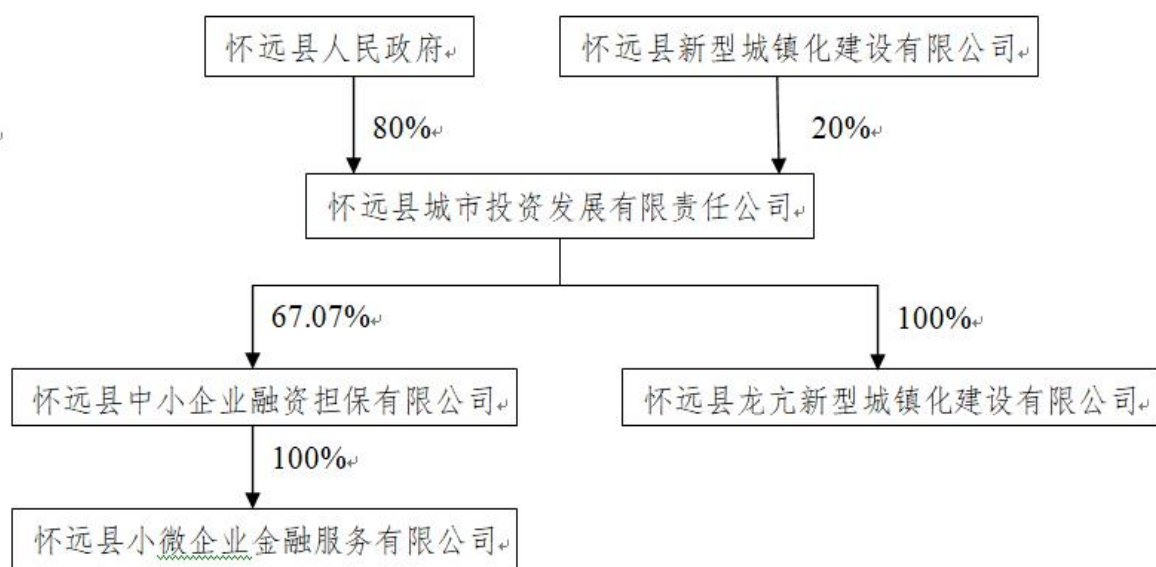 怀远县人民政府
怀远县新型城镇化建设有限公司
80%
20%
怀远县城市投资发展有限责任公司
67.07%
100%
怀远县中小企业融资担保有限公司
怀远县龙亢新型城镇化建设有限公司
100%
怀远县小微企业金融服务有限公司